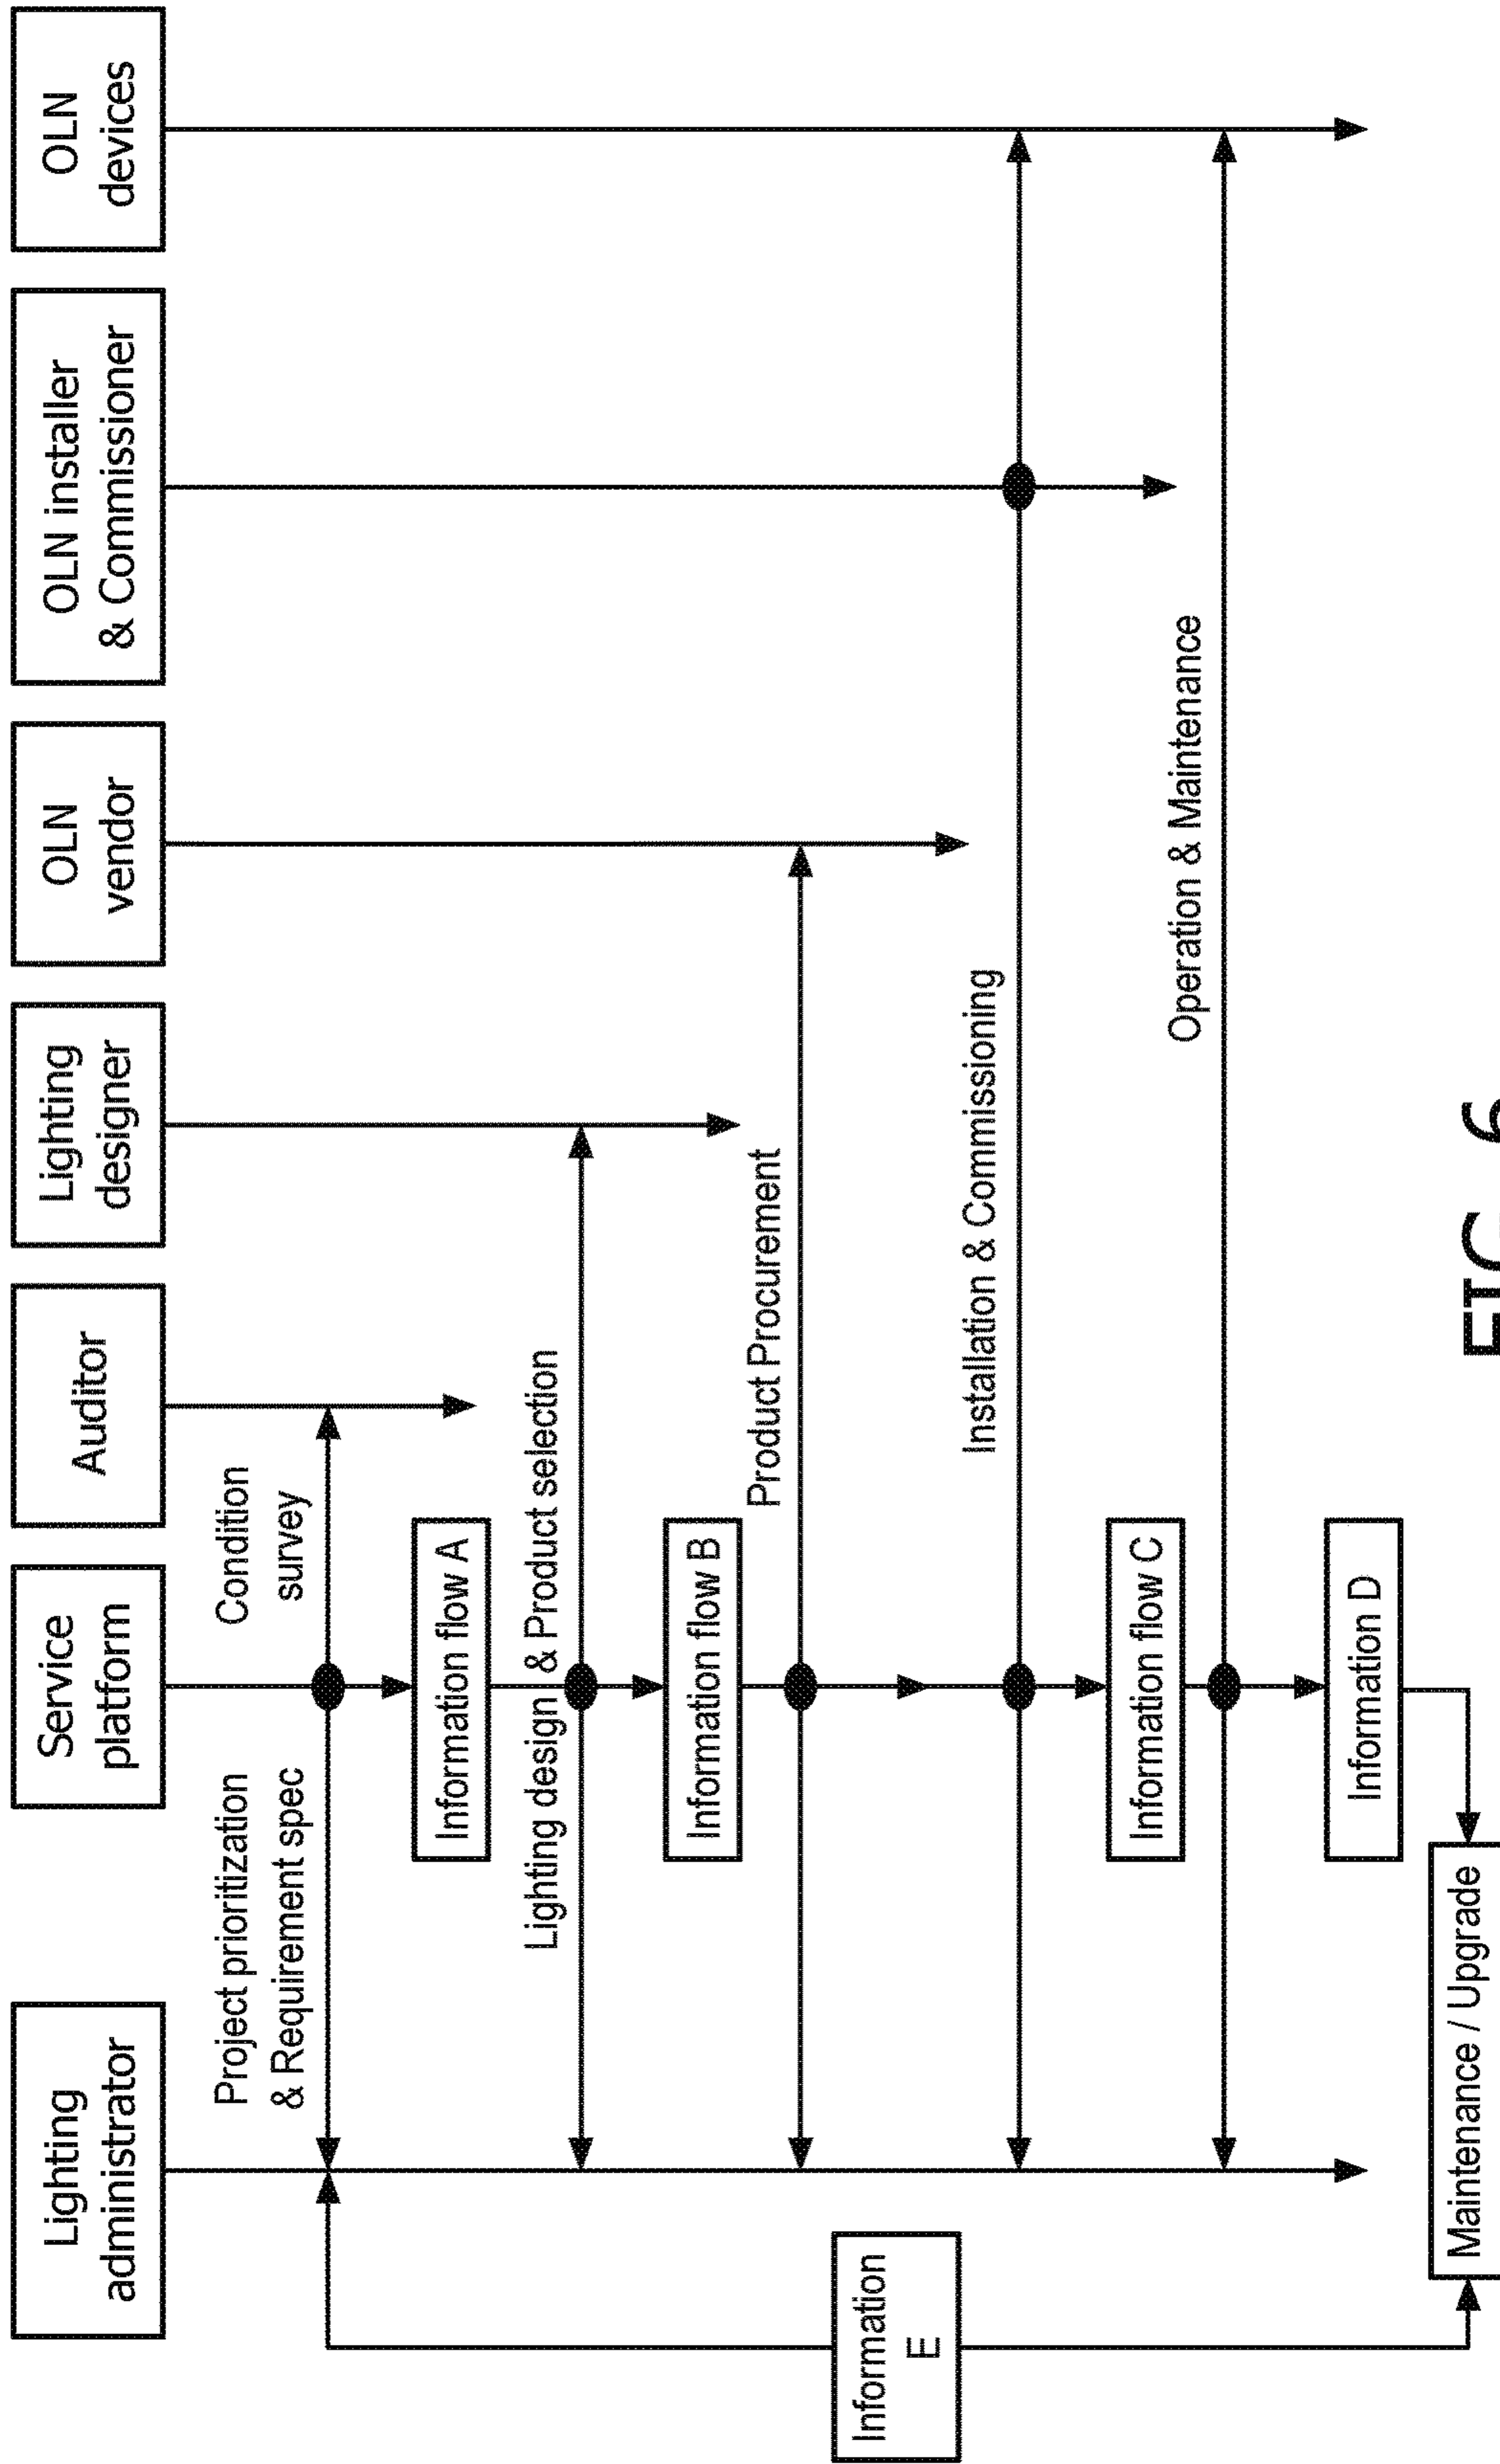 Lighting
administrator
Service
platform
Auditor
Lighting
designer
OLN
vendor
OLN installer
& Commissioner
OLN
devices
Project prioritization
& Requirement spec
Condition
survey
Information flow A
Lighting design & Product selection
Information flow B
Product Procurement
Information
E
Installation & Commissioning
Information flow C
Operation & Maintenance
Information D
Maintenance / Upgrade
FIG. 6